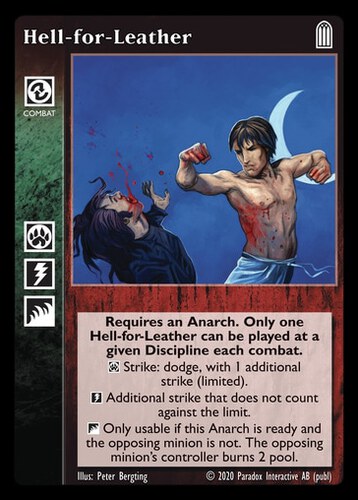 Hell-for-Leather
COMBAT
Requires an Anarch. Only one
Hell-for-Leather can be played at a
given Discipline each combat.
Strike: dodge, with 1 additional
strike (limited).
Additional strike that does not count
against the limit.
Only usable if this Anarch is ready and
the opposing minion is not. The opposing
minion's controller burns 2 pool.
Illus: Peter Bergting © 2020 Paradox Interactive AB (publ)